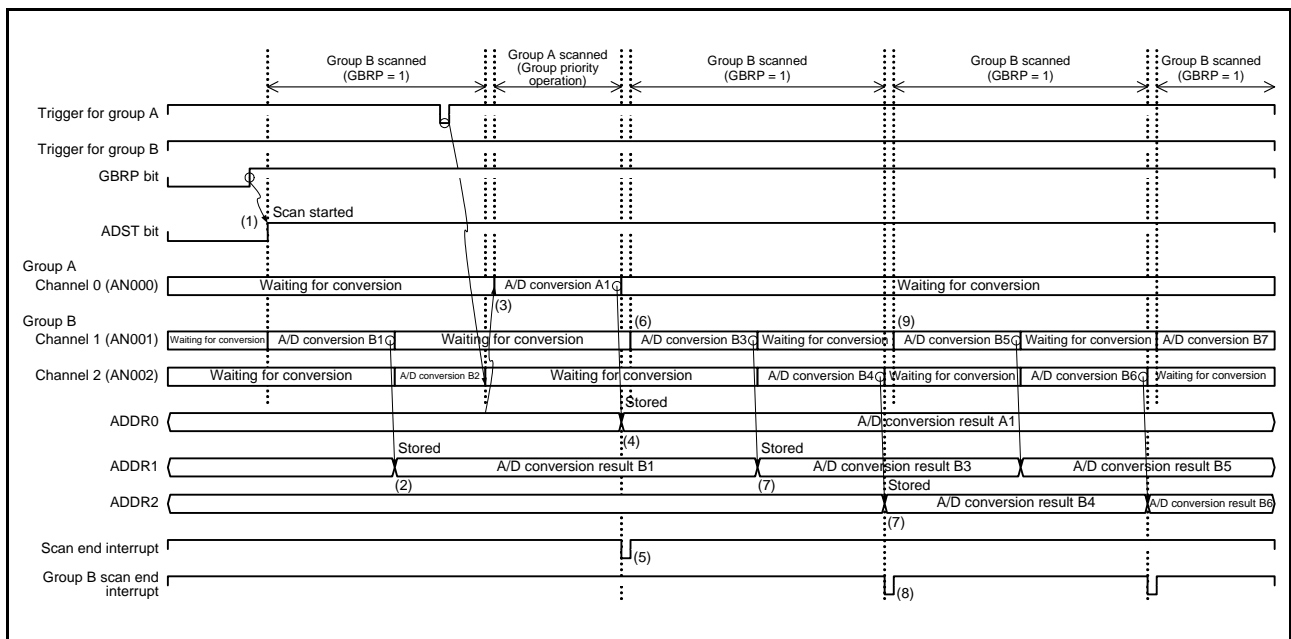 Group B scanned
(GBRP = 1)
Group A scanned
(Group priority
operation)
Group B scanned
(GBRP = 1)
Group B scanned
(GBRP = 1)
Group B scanned
(GBRP = 1)
Trigger for group A
Trigger for group B
GBRP bit
(1)
Scan started
ADST bit
Group A
Channel 0 (AN000)
Waiting for conversion
A/D conversion A1
Waiting for conversion
(3)
Group B
(6)
(9)
Channel 1 (AN001)
Waiting for conversion
A/D conversion B1
Waiting for conversion
A/D conversion B3
Waiting for conversion
A/D conversion B5
Waiting for conversion
A/D conversion B7
Channel 2 (AN002)
Waiting for conversion
A/D conversion B2
Waiting for conversion
A/D conversion B4
Waiting for conversion
A/D conversion B6
Waiting for conversion
Stored
ADDR0
A/D conversion result A1
(4)
Stored
Stored
ADDR1
A/D conversion result B1
A/D conversion result B3
A/D conversion result B5
(2)
(7)
Stored
ADDR2
A/D conversion result B4
A/D conversion result B6
(7)
Scan end interrupt
(5)
Group B scan end
interrupt
(8)